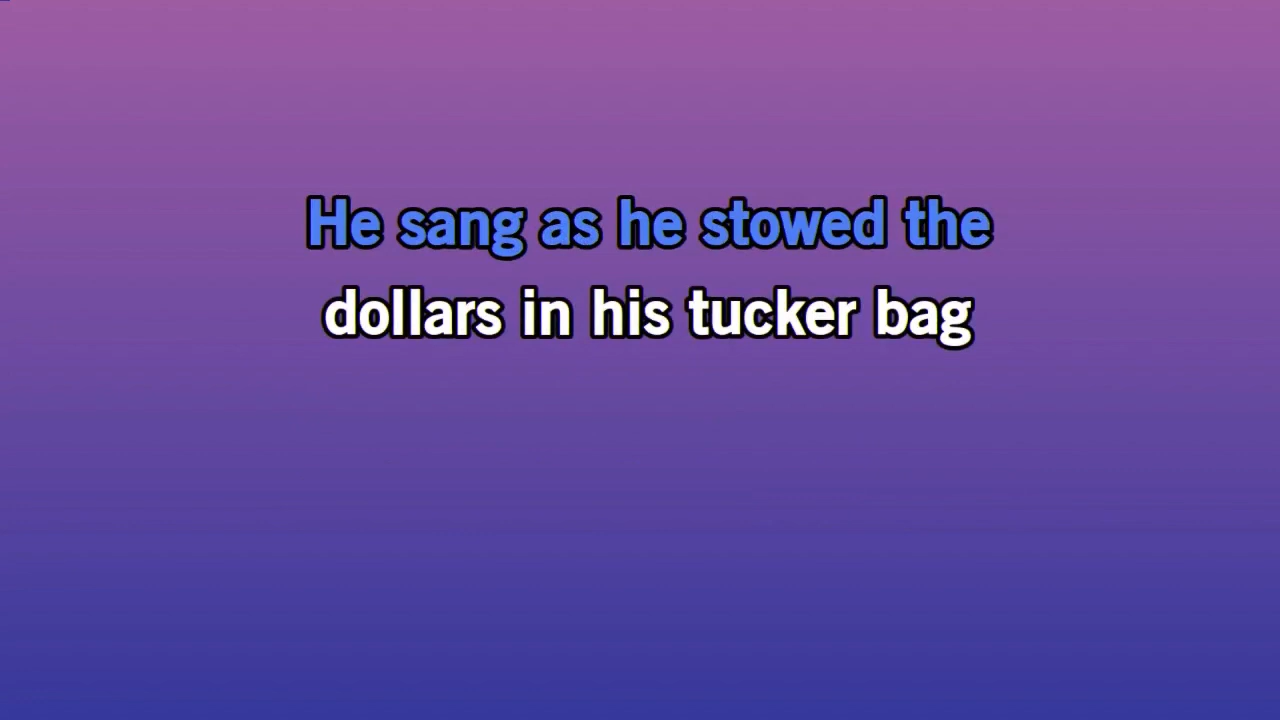 He sang as he stowed the
dollars in his tucker bag